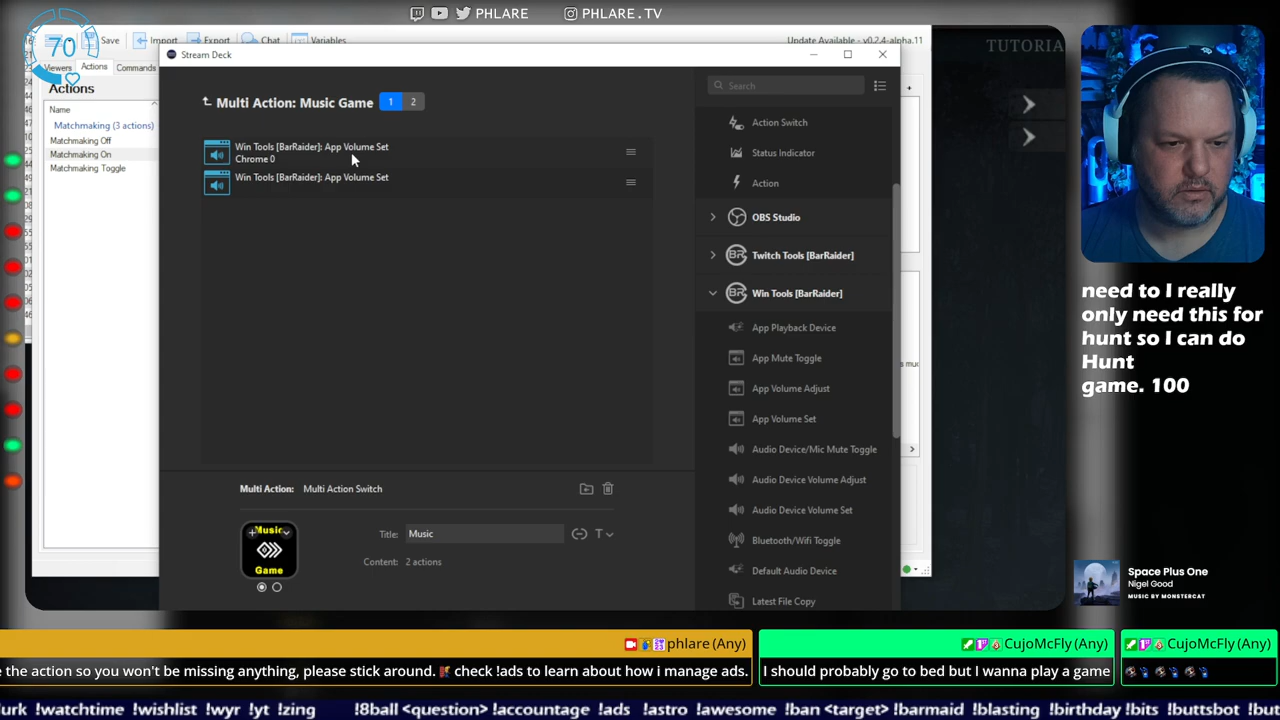 PHLARE
PHLARE.TV
70
Save
Import
Export
Chat
Variables
Update Available - v0.2.4-alpha.11
TUTORIA
Viewers
Actions
Commands
Actions
Name
Matchmaking (3 actions)
Matchmaking Off
Matchmaking On
Matchmaking Toggle
Stream Deck
Multi Action: Music Game
1
2
Win Tools [BarRaider]: App Volume Set
Chrome 0
Win Tools [BarRaider]: App Volume Set
Multi Action: Multi Action Switch
Music
Game
Title:
Music
Content: 2 actions
Search
Action Switch
Status Indicator
Action
OBS Studio
Twitch Tools [BarRaider]
Win Tools [BarRaider]
App Playback Device
App Mute Toggle
App Volume Adjust
App Volume Set
Audio Device/Mic Mute Toggle
Audio Device Volume Adjust
Audio Device Volume Set
Bluetooth/Wifi Toggle
Default Audio Device
Latest File Copy
need to I really
only need this for
hunt so I can do
Hunt
game. 100
Space Plus One
Nigel Good
MUSIC BY MONSTERCAT
phlare (Any)
e the action so you won't be missing anything, please stick around. check !ads to learn about how i manage ads.
CujoMcFly (Any)
I should probably go to bed but I wanna play a game
CujoMcFly (Any)
!lurk !watchtime !wishlist !wyr !yt !zing
!8ball <question> !accountage !ads !astro !awesome !ban <target> !barmaid !blasting !birthday !bites !buttsbot !but